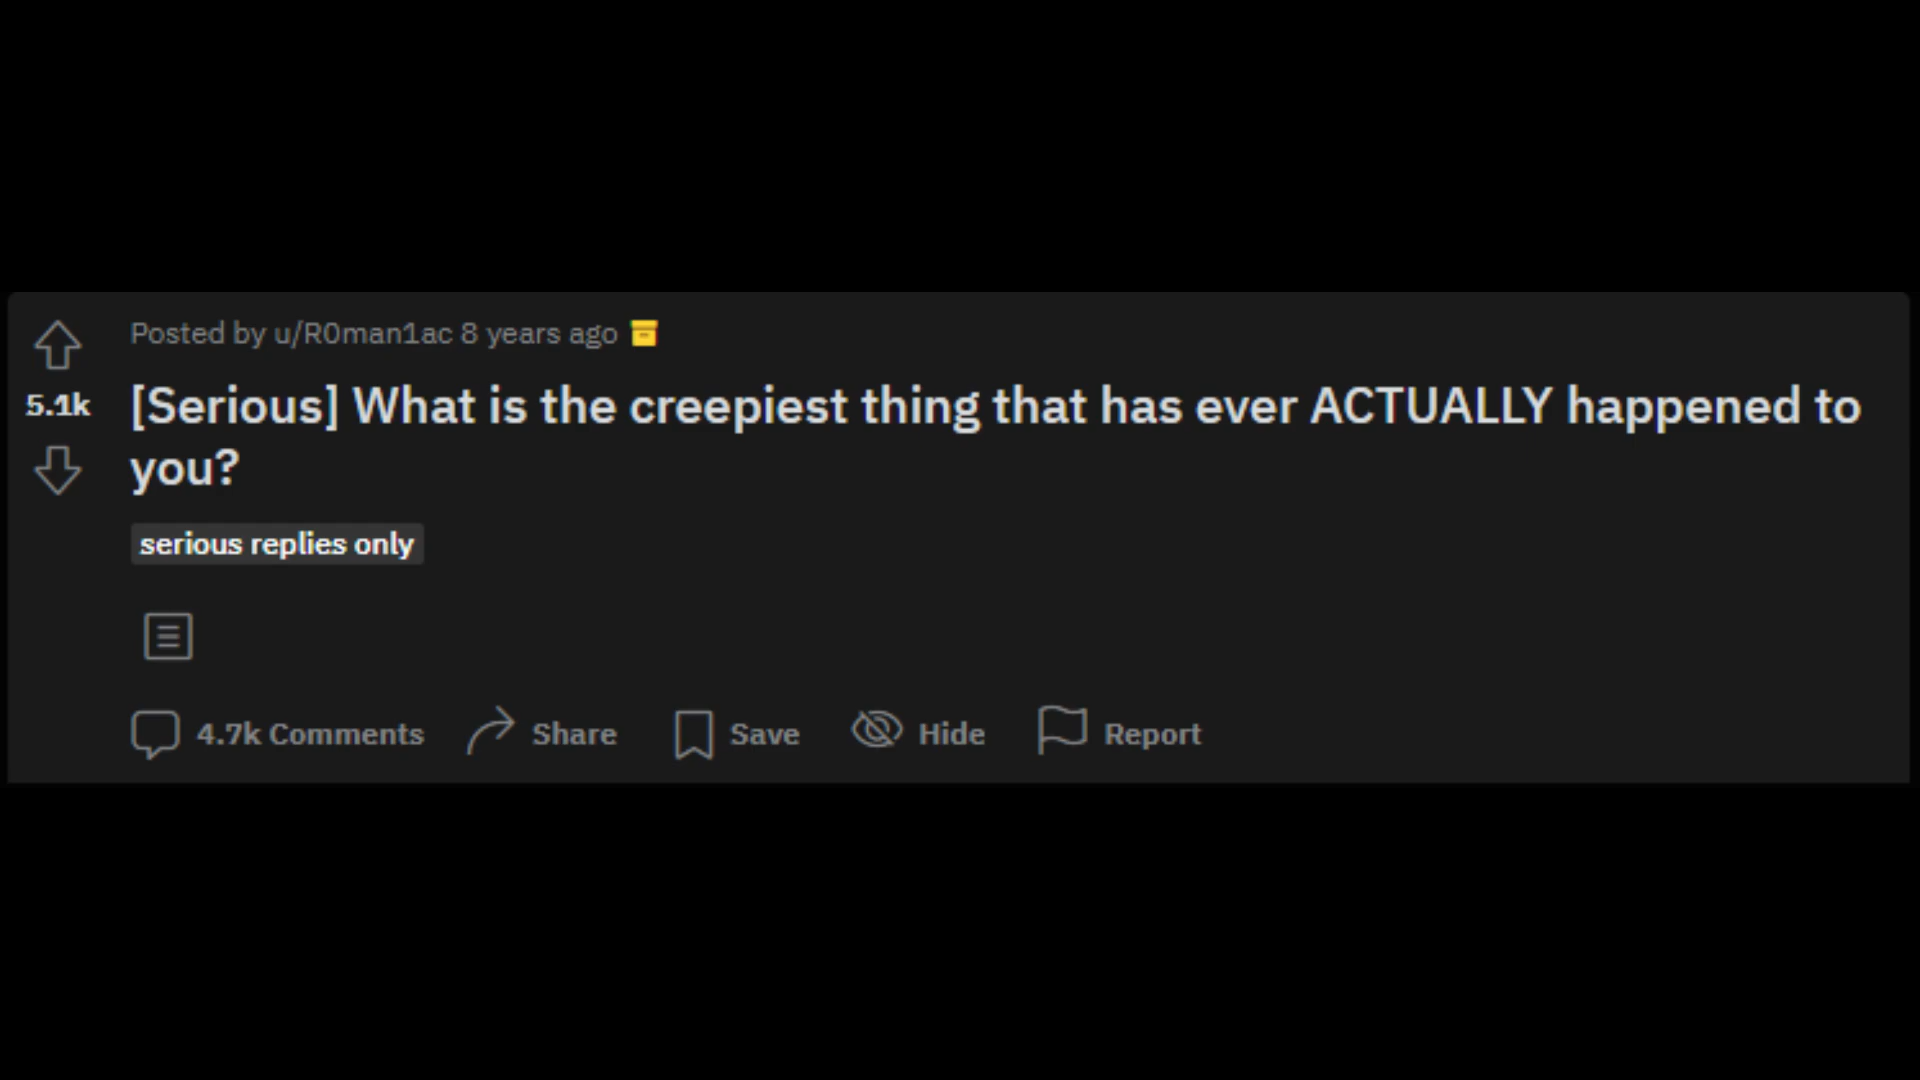 Posted by u/R0man1ac 8 years ago
5.1k
[Serious] What is the creepiest thing that has ever ACTUALLY happened to
you?
serious replies only
4.7k Comments Share Save Hide Report